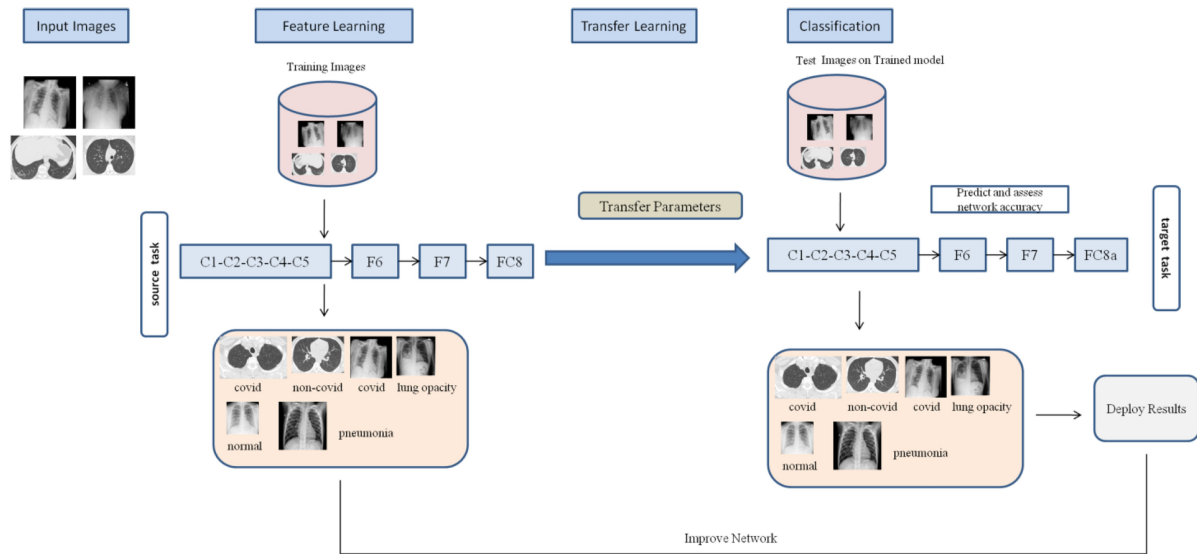 Input Images
Feature Learning
Transfer Learning
Classification
Training Images
Test Images on Trained model
Transfer Parameters
Predict and assess
network accuracy
source task
C1-C2-C3-C4-C5
F6
F7
FC8
C1-C2-C3-C4-C5
F6
F7
FC8a
target task
covid
non-covid
covid
lung opacity
normal
pneumonia
covid
non-covid
covid
lung opacity
normal
pneumonia
Deploy Results
Improve Network